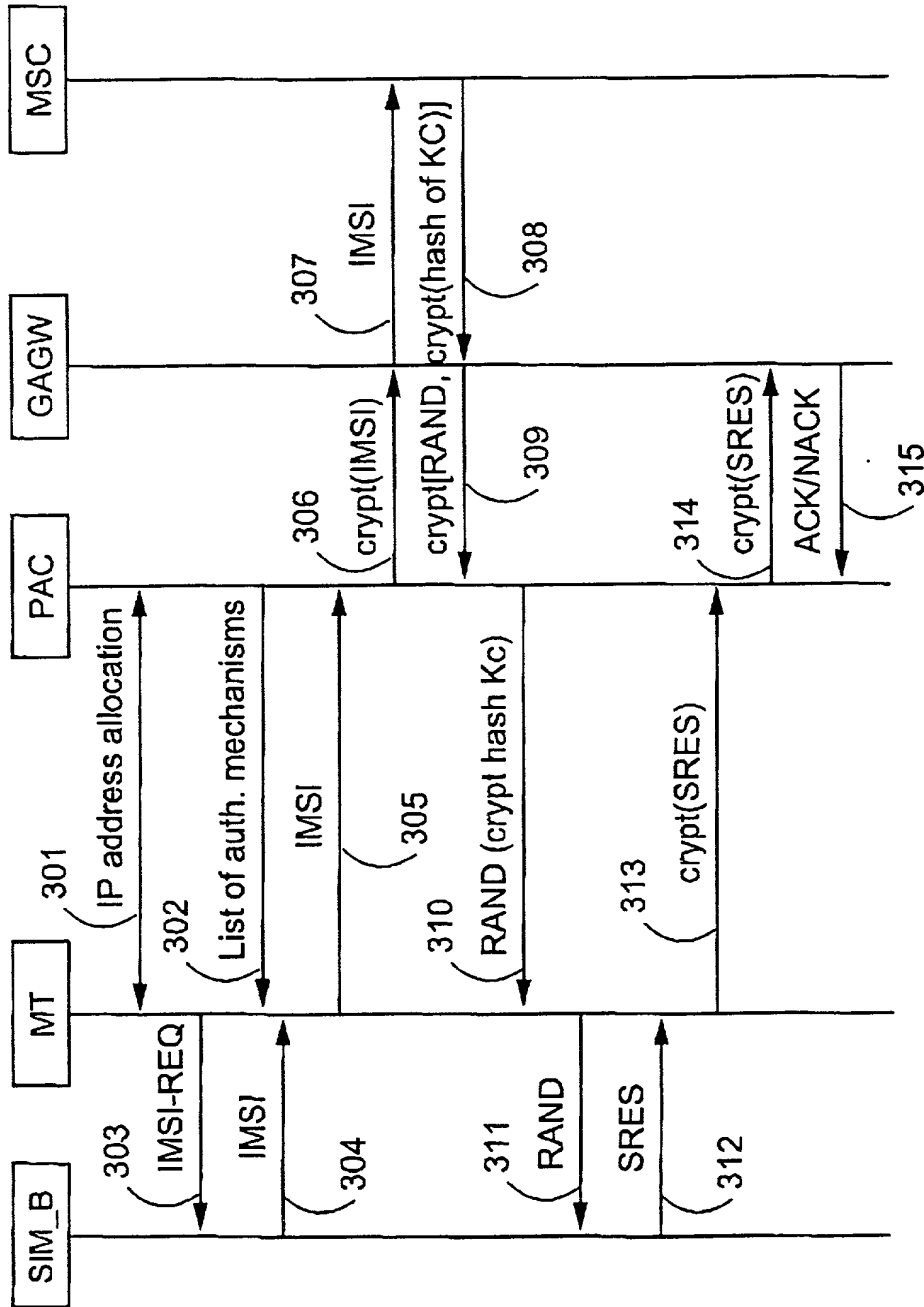 SIM_B
MT
PAC
GAGW
MSC
301
IP address allocation
302
List of auth. mechanisms
303
IMSI-REQ
IMSI
304
IMSI
305
306
crypt(IMSI)
307
IMSI
crypt[RAND, crypt(hash of KC)]
308
309
310
RAND (crypt hash Kc)
311
RAND
SRES
312
313
crypt(SRES)
314
crypt(SRES)
ACK/NACK
315